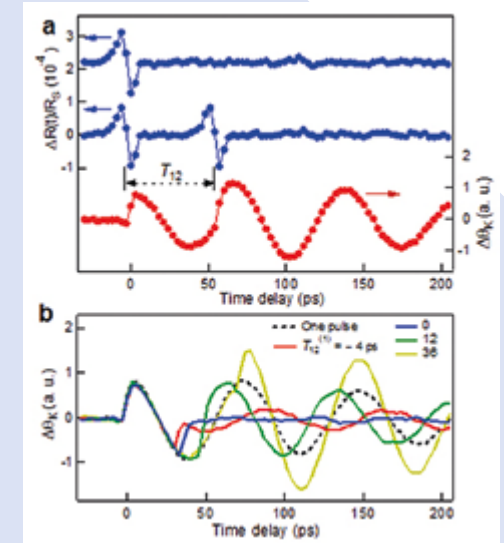 a
ΔR(t)/R₀ (10⁻⁴)
3
2
1
0
-1
T₁₂
2
1
0
-1
Δθ_K (a. u.)
0 50 100 150 200
Time delay (ps)
b
One pulse
T₁₂⁽¹⁾ = – 4 ps
0
12
36
Δθ_K (a. u.)
2
1
0
-1
0 50 100 150 200
Time delay (ps)